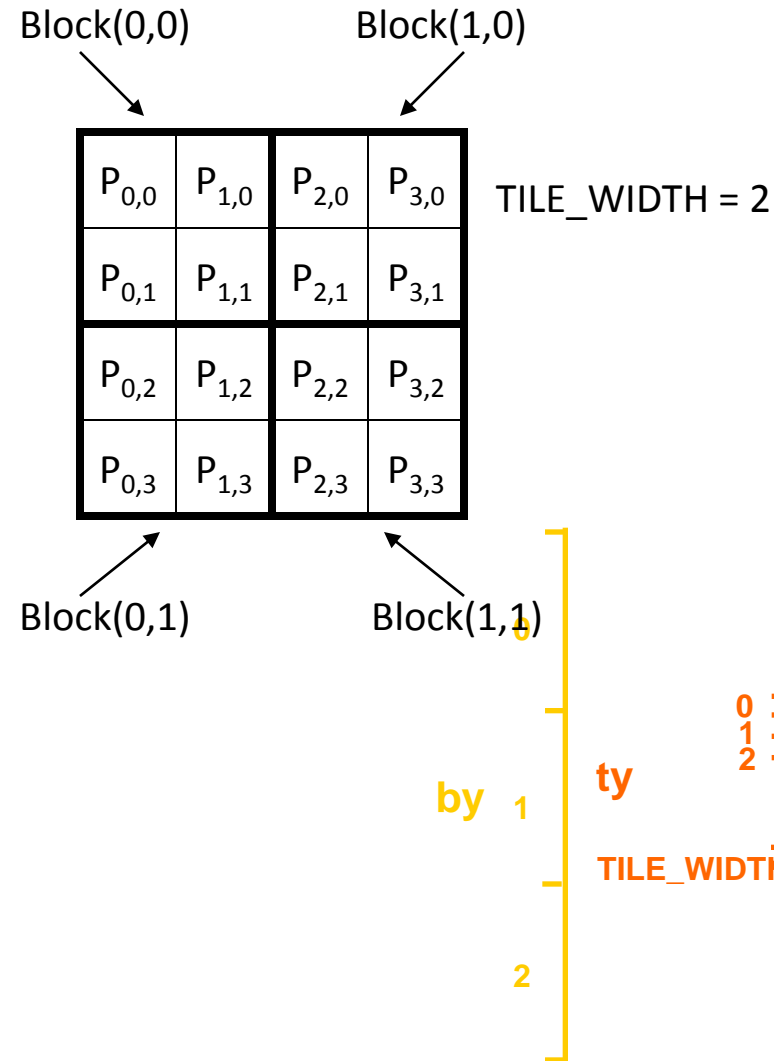 Block(0,0) Block(1,0)
P0,0 P1,0 P2,0 P3,0
TILE_WIDTH = 2
P0,1 P1,1 P2,1 P3,1
P0,2 P1,2 P2,2 P3,2
P0,3 P1,3 P2,3 P3,3
Block(0,1) Block(1,1)
0
0
1
2
by 1 ty
TILE_WIDTH
2